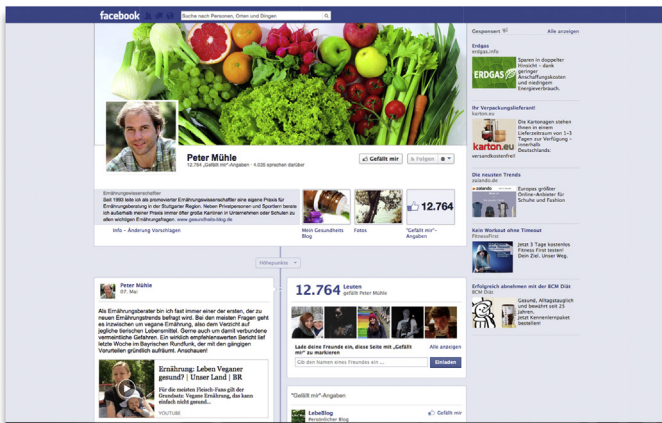 facebook
Suche nach Personen, Orten und Dingen
Peter Mühle
12.764 „Gefällt mir“-Angaben · 4.026 sprechen darüber
Gefällt mir
Folgen
Ernährungswissenschaftler
Seit 1993 leite ich als promovierter Ernährungswissenschaftler eine eigene Praxis für
Ernährungsberatung in der Stuttgarter Region. Neben Privatpersonen und Sportlern berate
ich außerhalb meiner Praxis immer öfter große Kantinen in Unternehmen oder Schulen zu
allen wichtigen Ernährungsfragen. www.gesundheits-blog.de
Info – Änderung Vorschlagen
Mein Gesundheits
Blog
Fotos
12.764
"Gefällt mir"-
Angaben
Höhepunkte
Peter Mühle
07. Mai
Als Ernährungsberater bin ich fast immer einer der ersten, der zu
neuen Ernährungstrends befragt wird. Bei den meisten Fragen geht
es inzwischen um vegane Ernährung, also dem Verzicht auf
jegliche tierischen Lebensmittel. Gerne auch um damit verbundene
vermeintliche Gefahren. Ein wirklich empfehlenswerten Bericht lief
letzte Woche im Bayrischen Rundfunk, der mit den gängigen
Vorurteilen gründlich aufräumt. Anschauen!
Ernährung: Leben Veganer
gesund? | Unser Land | BR
Für die meisten Fleisch-Fans gilt der
Grundsatz: Vegane Ernährung, das kann
einfach nicht gesund...
YOUTUBE
12.764 Leuten
gefällt Peter Mühle
Lade deine Freunde ein, diese Seite mit „Gefällt
mir“ zu markieren
Alle anzeigen
Gib den Namen eines Freundes ein ...
Einladen
"Gefällt mir"-Angaben
LebeBlog
Persönlicher Blog
Gefällt mir
Gesponsert
Alle anzeigen
Erdgas
erdgas.info
ERDGAS
Sparen in doppelter
Hinsicht – dank
geringer
Anschaffungskosten
und niedrigem
Energieverbrauch.
Ihr Verpackungslieferant!
karton.eu
karton.eu
Die Kartonagen stehen
Ihnen in einem
Lieferzeitraum von 1–3
Tagen zur Verfügung –
innerhalb
Deutschlands:
versandkostenfrei!
Die neusten Trends
zalando.de
zalando
Europas größter
Online-Anbieter für
Schuhe und Fashion
Kein Workout ohne Timeout
FitnessFirst
Jetzt 3 Tage kostenlos
Fitness First testen!
Dein Ziel. Unser Weg.
Erfolgreich abnehmen mit der BCM Diät
BCM Diät
Gesund, Alltagstauglich
und bewährt seit 25
Jahren.
Jetzt Kennenlernpaket
bestellen!